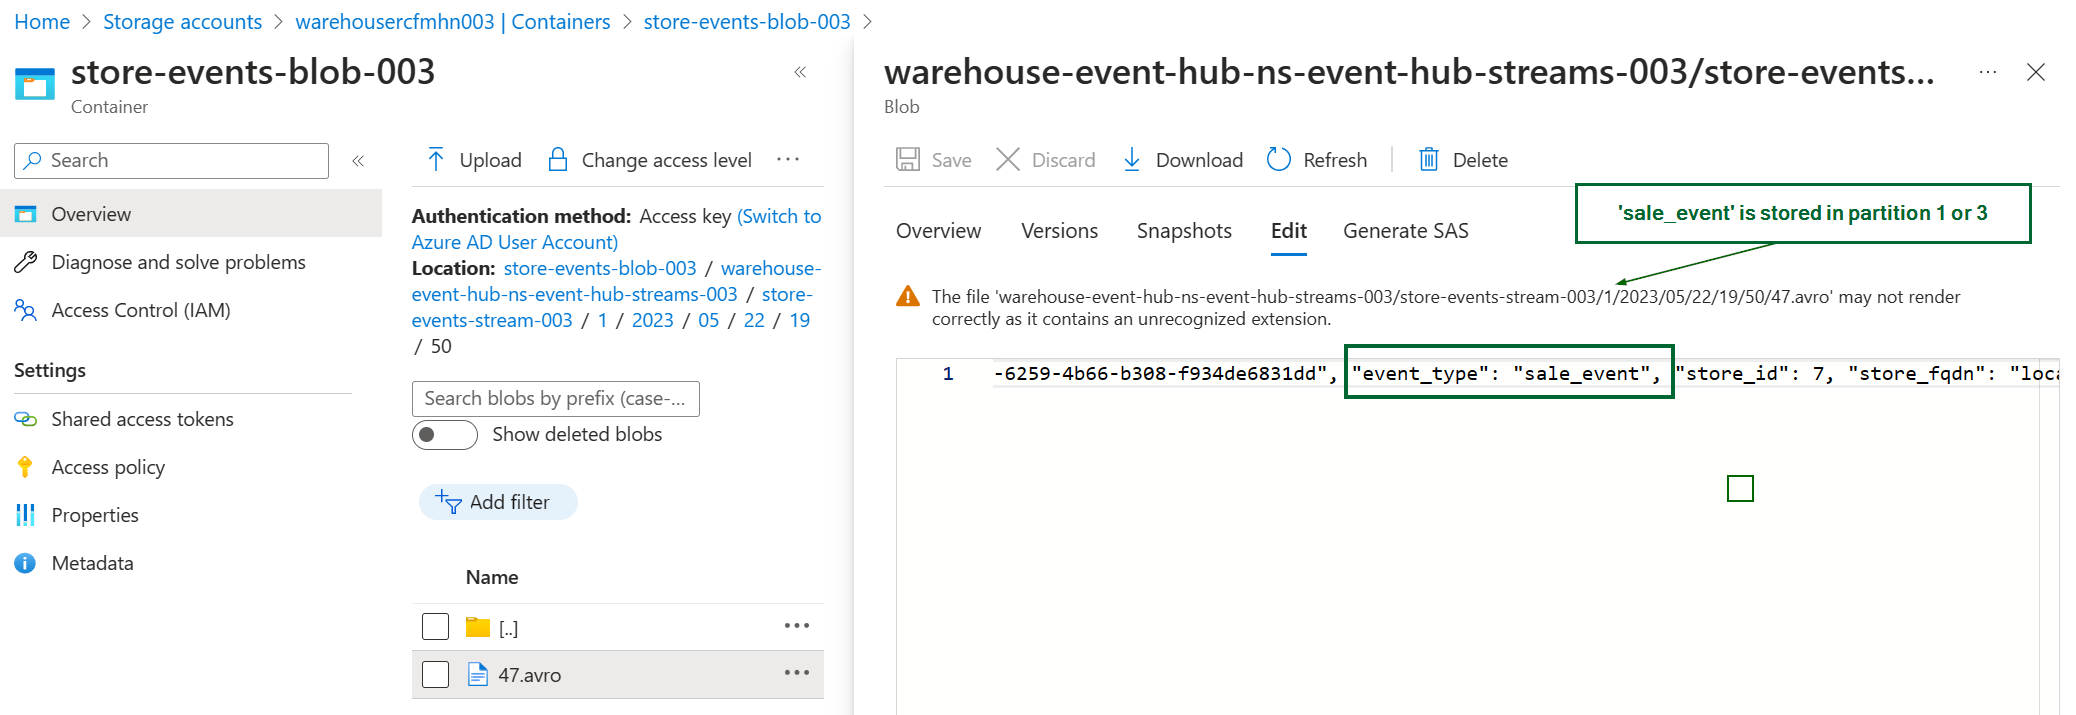 Home > Storage accounts > warehousercfmhn003 | Containers > store-events-blob-003 >
store-events-blob-003
Container
Search
Overview
Diagnose and solve problems
Access Control (IAM)
Settings
Shared access tokens
Access policy
Properties
Metadata
Upload Change access level ...
Authentication method: Access key (Switch to
Azure AD User Account)
Location: store-events-blob-003 / warehouse-
event-hub-ns-event-hub-streams-003 / store-
events-stream-003 / 1 / 2023 / 05 / 22 / 19
/ 50
Search blobs by prefix (case-...
Show deleted blobs
Add filter
Name
[..] ...
47.avro ...
warehouse-event-hub-ns-event-hub-streams-003/store-events... ...
Blob
Save Discard Download Refresh | Delete
'sale_event' is stored in partition 1 or 3
Overview Versions Snapshots Edit Generate SAS
The file 'warehouse-event-hub-ns-event-hub-streams-003/store-events-stream-003/1/2023/05/22/19/50/47.avro' may not render
correctly as it contains an unrecognized extension.
1 -6259-4b66-b308-f934de6831dd", "event_type": "sale_event", "store_id": 7, "store_fqdn": "loca